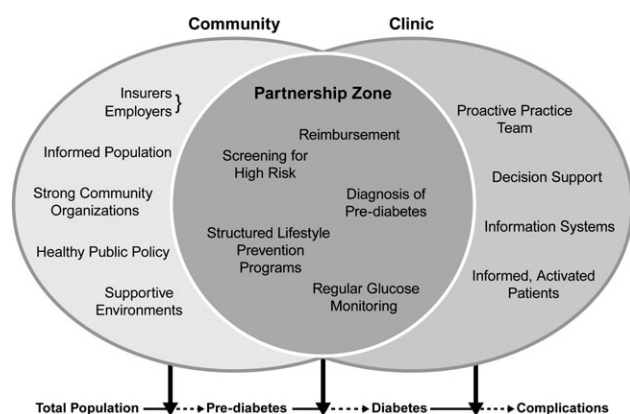 Community
Clinic
Insurers
Employers
Informed Population
Strong Community
Organizations
Healthy Public Policy
Supportive
Environments
Partnership Zone
Reimbursement
Screening for
High Risk
Diagnosis of
Pre-diabetes
Structured Lifestyle
Prevention
Programs
Regular Glucose
Monitoring
Proactive Practice
Team
Decision Support
Information Systems
Informed, Activated
Patients
Total Population
Pre-diabetes
Diabetes
Complications